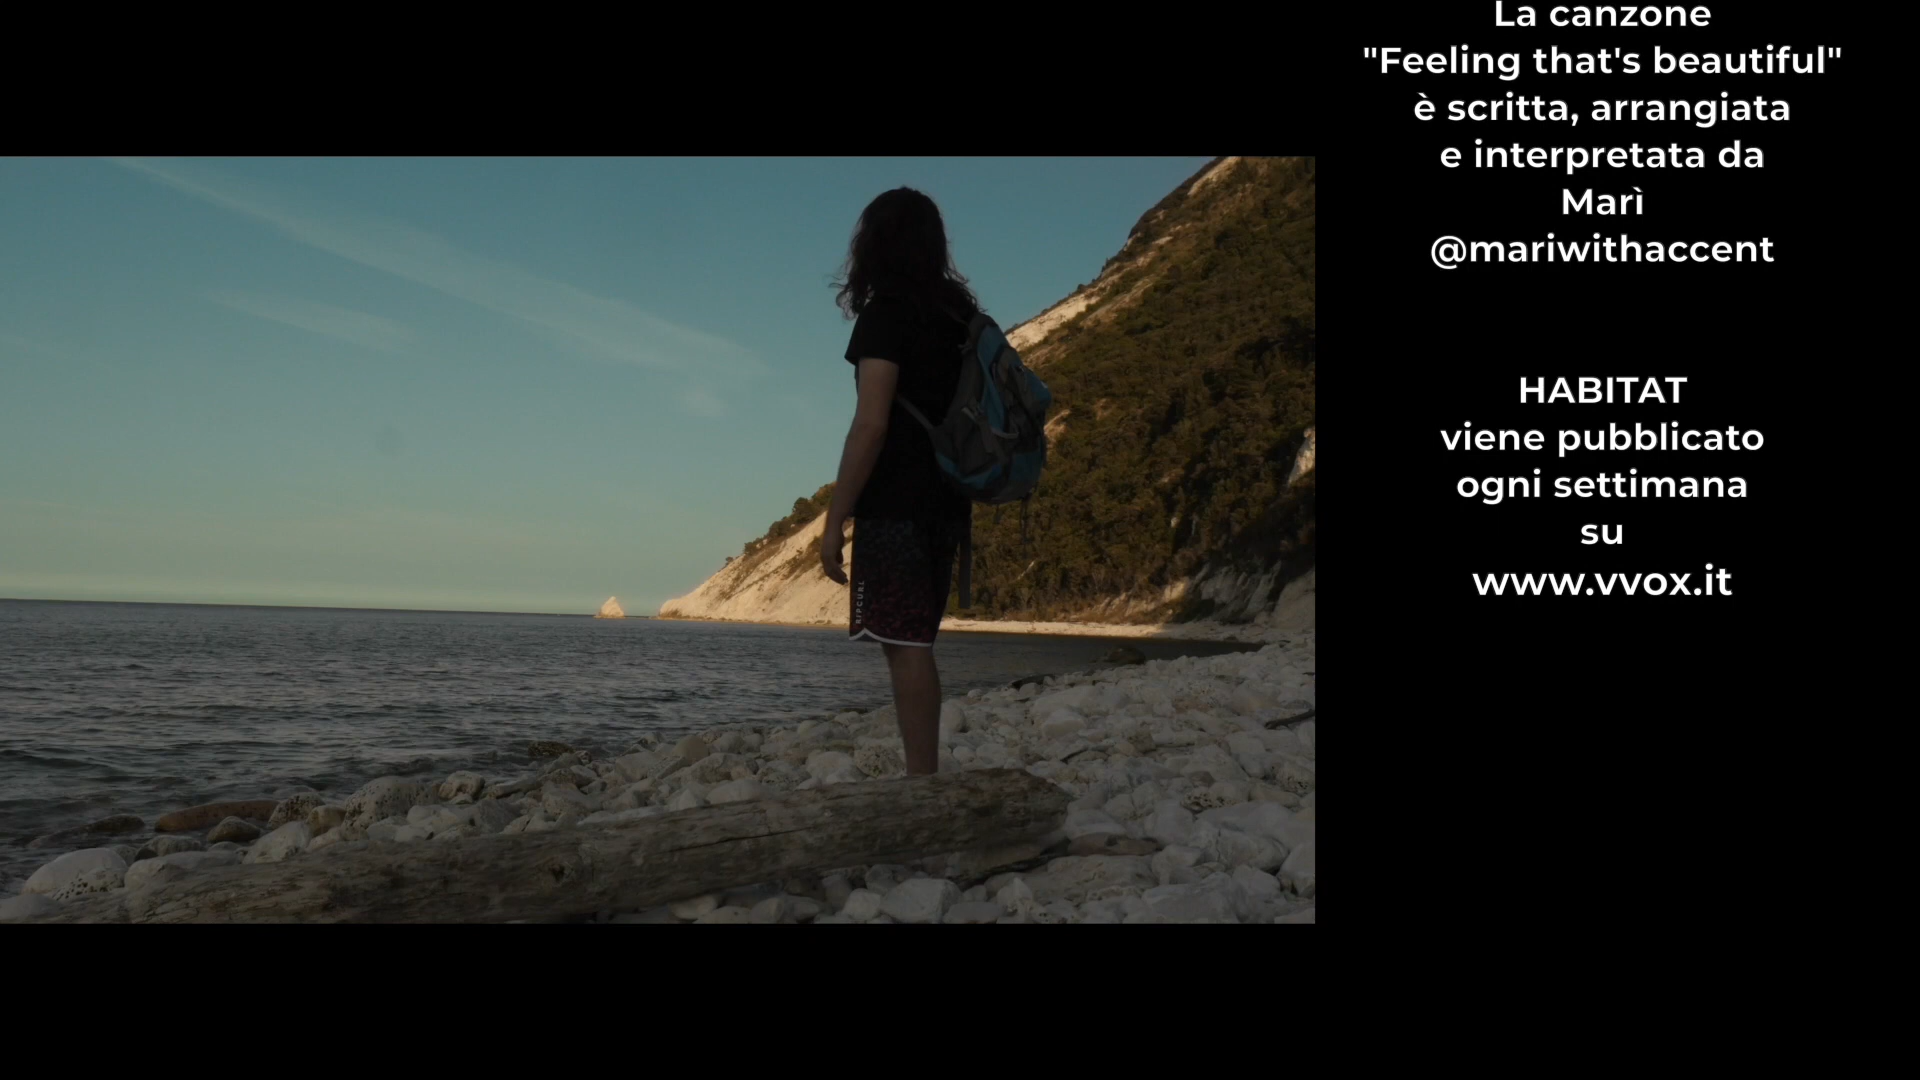 La canzone
"Feeling that's beautiful"
è scritta, arrangiata
e interpretata da
Marì
@mariwithaccent
HABITAT
viene pubblicato
ogni settimana
su
www.vvox.it
RIPCURL